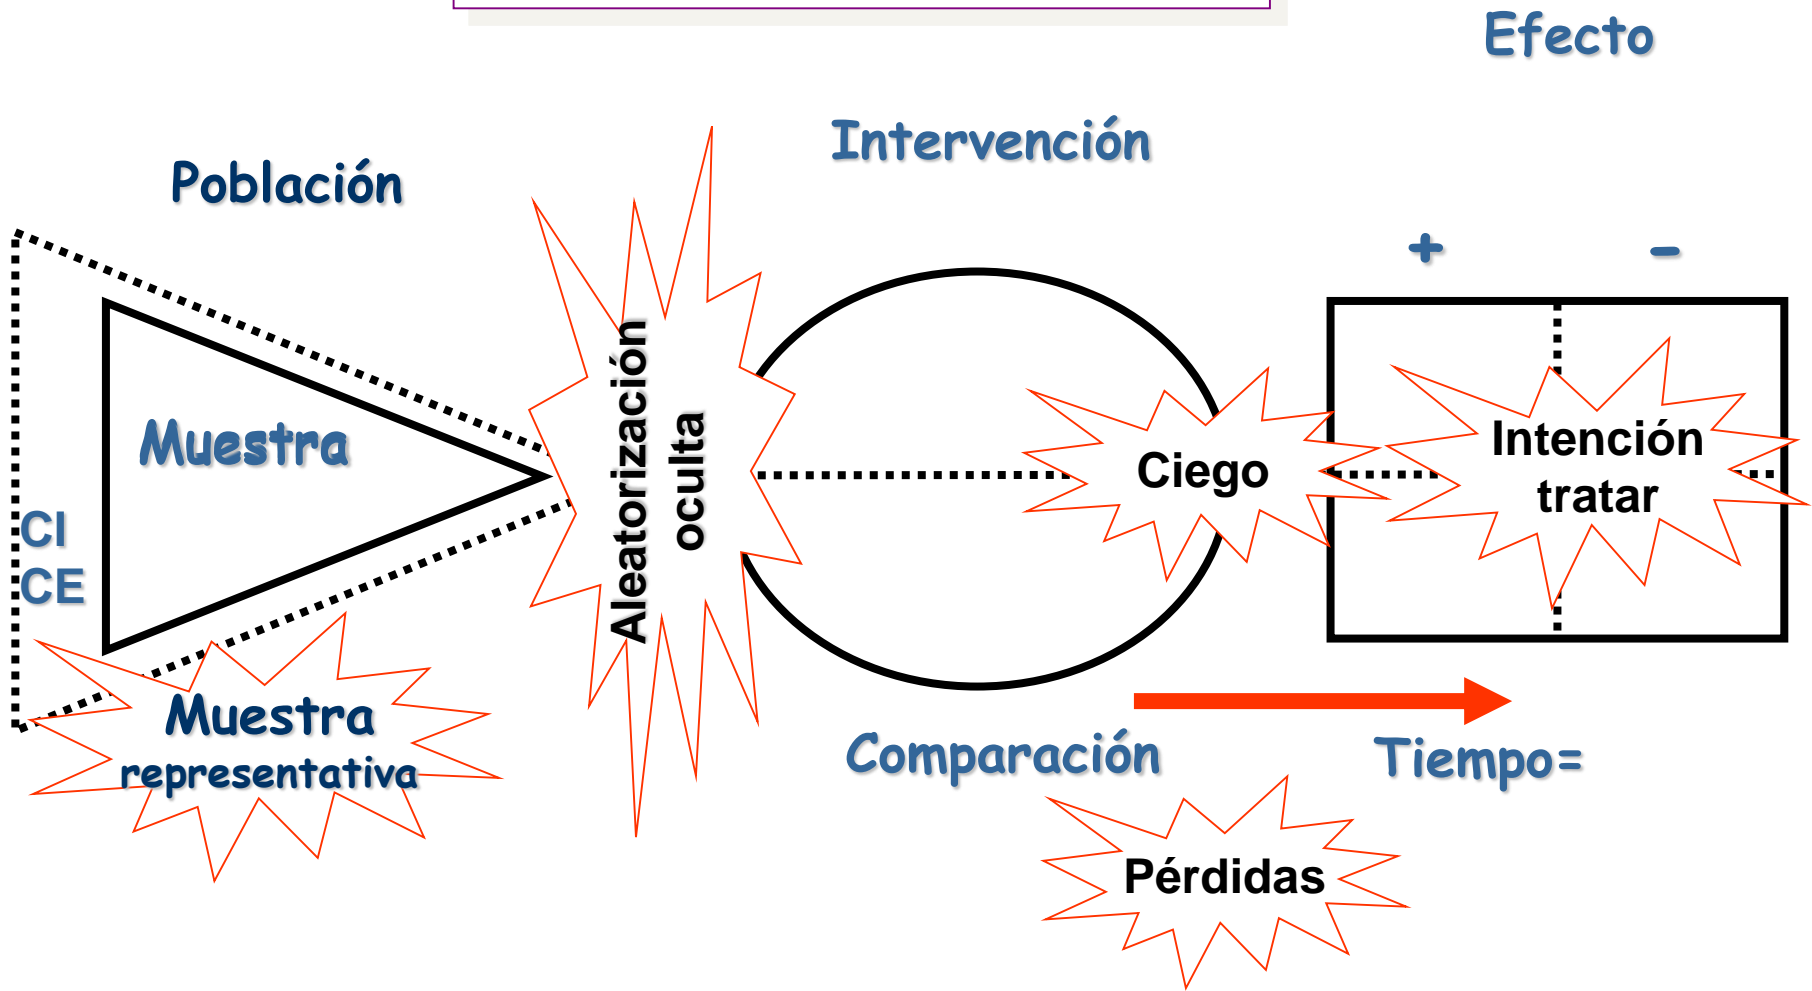 Efecto
Intervención
Población
+ -
Muestra
CI
CE
Aleatorización
oculta
Ciego
Intención
tratar
Muestra
representativa
Comparación
Tiempo=
Pérdidas